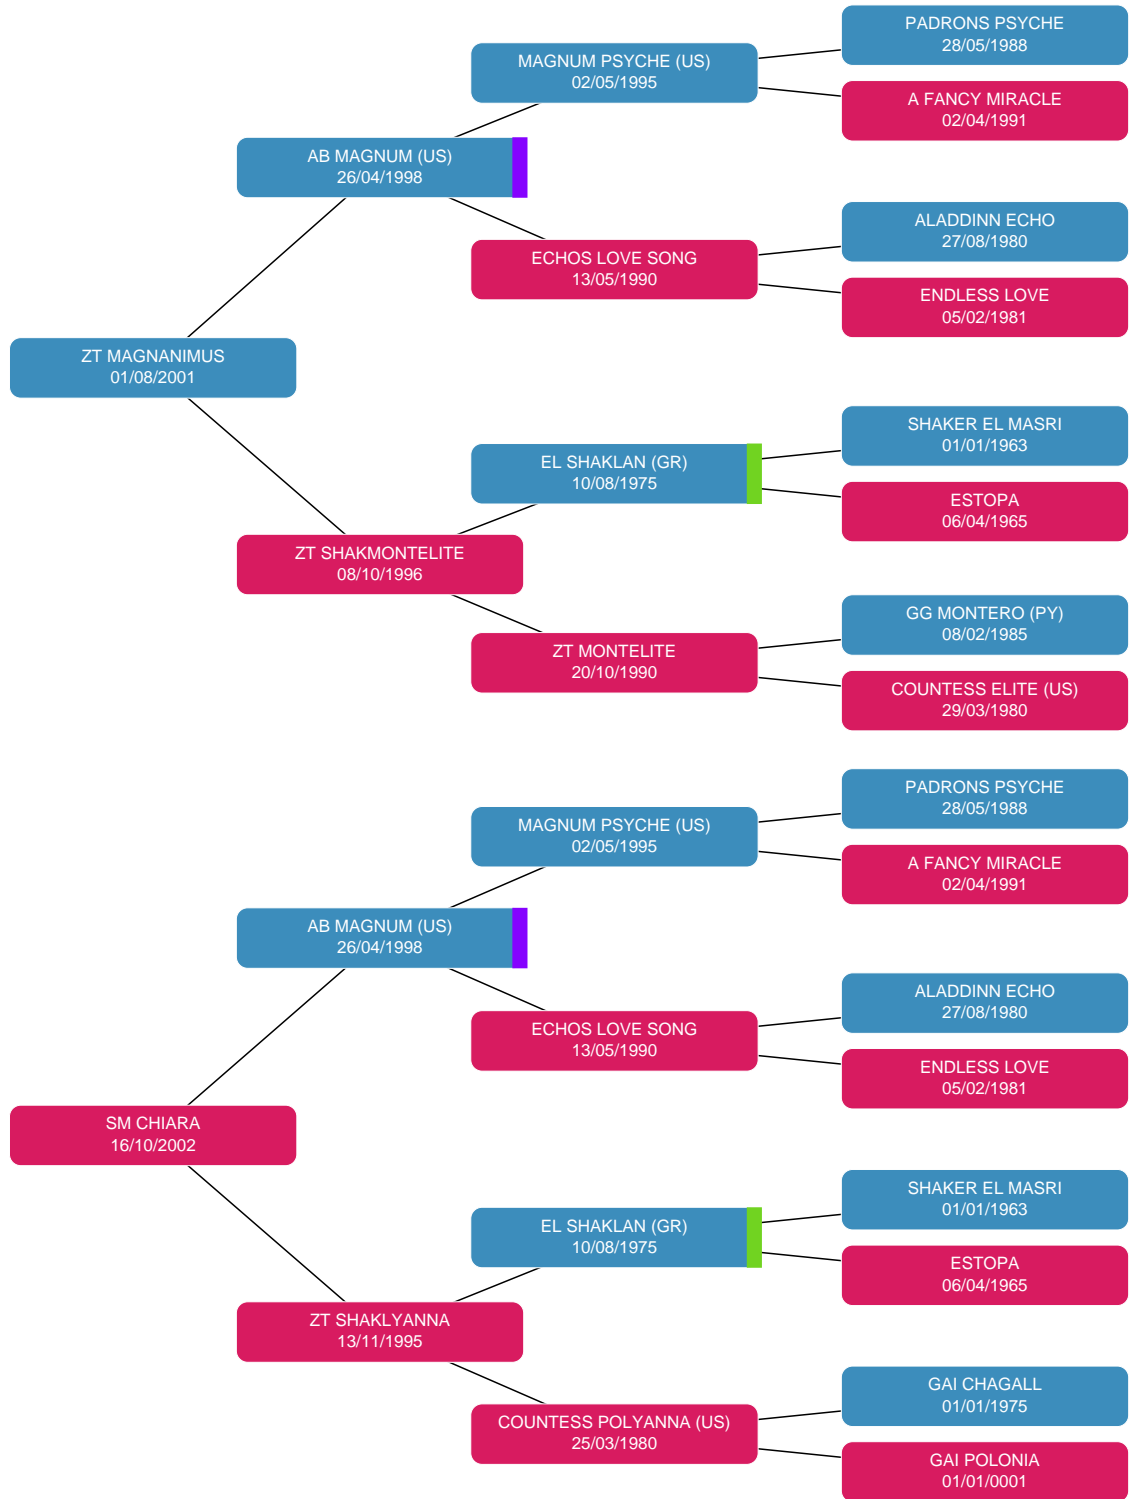 PADRONS PSYCHE
28/05/1988
MAGNUM PSYCHE (US)
02/05/1995
A FANCY MIRACLE
02/04/1991
AB MAGNUM (US)
26/04/1998
ALADDINN ECHO
27/08/1980
ECHOS LOVE SONG
13/05/1990
ENDLESS LOVE
05/02/1981
ZT MAGNANIMUS
01/08/2001
SHAKER EL MASRI
01/01/1963
EL SHAKLAN (GR)
10/08/1975
ESTOPA
06/04/1965
ZT SHAKMONTELITE
08/10/1996
GG MONTERO (PY)
08/02/1985
ZT MONTELITE
20/10/1990
COUNTESS ELITE (US)
29/03/1980
PADRONS PSYCHE
28/05/1988
MAGNUM PSYCHE (US)
02/05/1995
A FANCY MIRACLE
02/04/1991
AB MAGNUM (US)
26/04/1998
ALADDINN ECHO
27/08/1980
ECHOS LOVE SONG
13/05/1990
ENDLESS LOVE
05/02/1981
SM CHIARA
16/10/2002
SHAKER EL MASRI
01/01/1963
EL SHAKLAN (GR)
10/08/1975
ESTOPA
06/04/1965
ZT SHAKLYANNA
13/11/1995
GAI CHAGALL
01/01/1975
COUNTESS POLYANNA (US)
25/03/1980
GAI POLONIA
01/01/0001